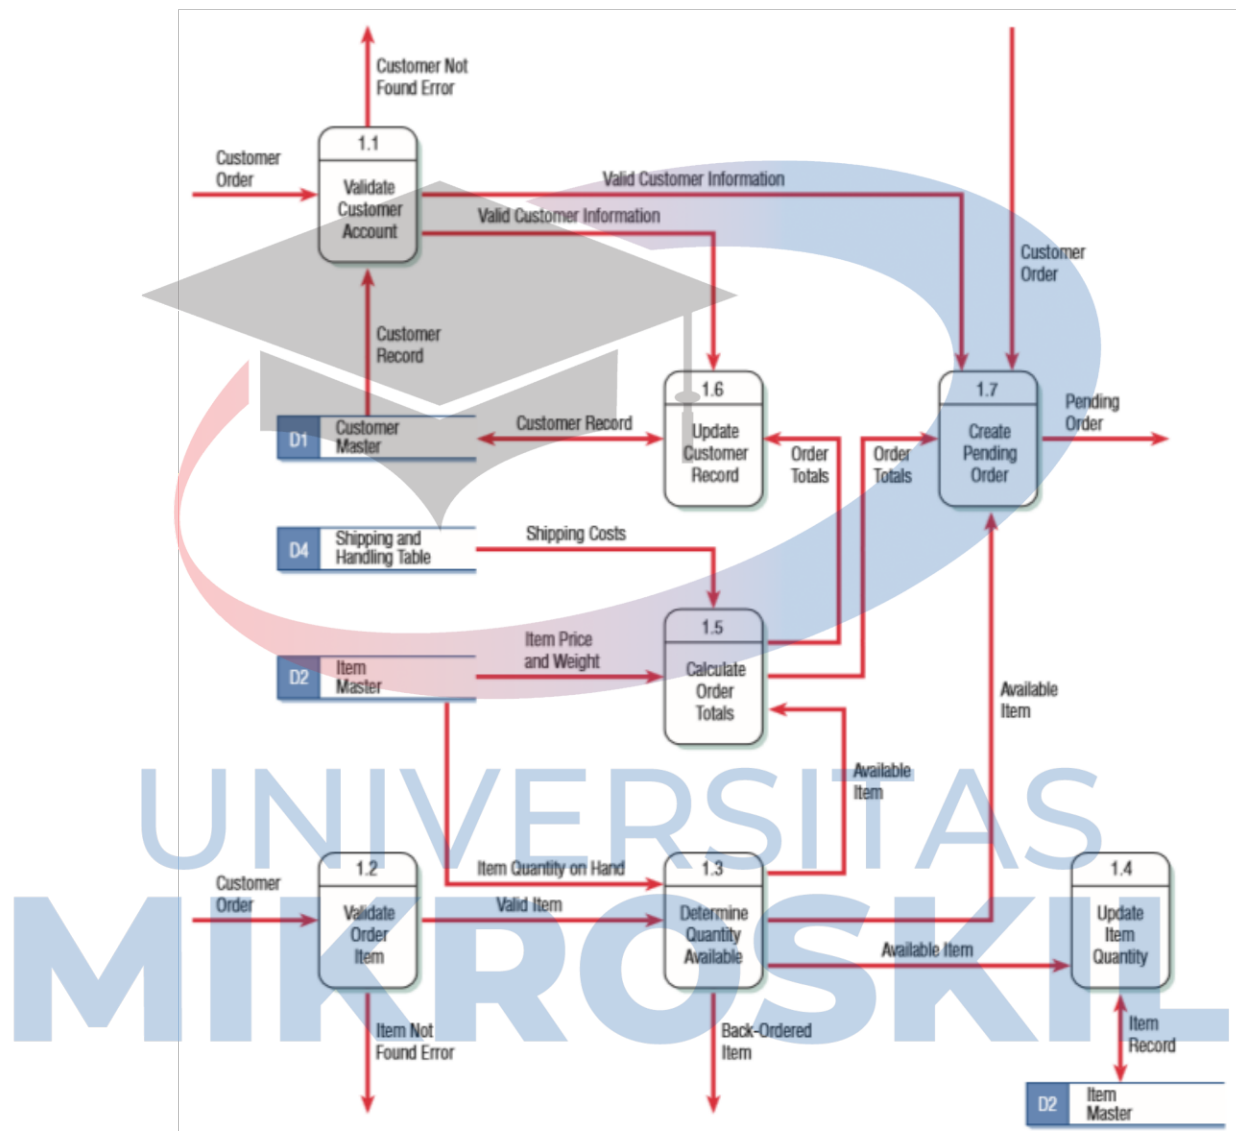 Customer Not
Found Error
1.1
Validate
Customer
Account
Customer
Order
Valid Customer Information
Valid Customer Information
Customer
Order
Customer
Record
1.6
Update
Customer
Record
1.7
Create
Pending
Order
Pending
Order
D1
Customer
Master
Customer Record
Order
Totals
Order
Totals
D4
Shipping and
Handling Table
Shipping Costs
1.5
Calculate
Order
Totals
D2
Item
Master
Item Price
and Weight
Available
Item
Available
Item
UNIVERSITAS
MIKROSKIL
1.2
Validate
Order
Item
Customer
Order
Item Quantity on Hand
Valid Item
1.3
Determine
Quantity
Available
Available Item
1.4
Update
Item
Quantity
Item Not
Found Error
Back-Ordered
Item
Item
Record
D2
Item
Master